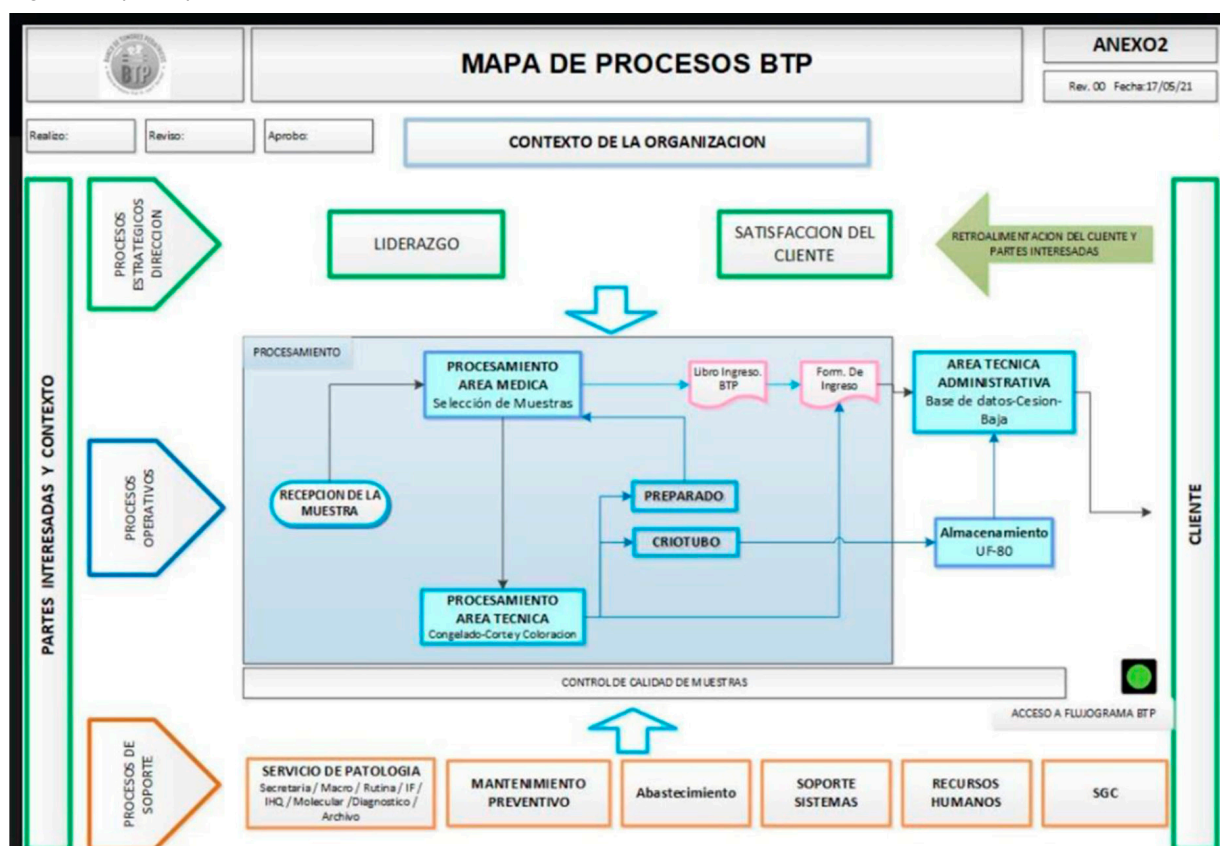 BTP
MAPA DE PROCESOS BTP
ANEXO2
Rev. 00 Fecha:17/05/21
Realizo:
Reviso:
Aprobo:
CONTEXTO DE LA ORGANIZACION
PARTES INTERESADAS Y CONTEXTO
PROCESOS
ESTRATEGICOS
DIRECCION
LIDERAZGO
SATISFACCION DEL
CLIENTE
RETROALIMENTACION DEL CLIENTE Y
PARTES INTERESADAS
CLIENTE
PROCESOS
OPERATIVOS
PROCESAMIENTO
PROCESAMIENTO
AREA MEDICA
Selección de Muestras
Libro Ingreso.
BTP
Form. De
Ingreso
AREA TECNICA
ADMINISTRATIVA
Base de datos-Cesion-
Baja
RECEPCION DE LA
MUESTRA
PREPARADO
CRIOTUBO
Almacenamiento
UF-80
PROCESAMIENTO
AREA TECNICA
Congelado-Corte y Coloracion
CONTROL DE CALIDAD DE MUESTRAS
ACCESO A FLUJOGRAMA BTP
PROCESOS DE
SOPORTE
SERVICIO DE PATOLOGIA
Secretaria / Macro / Rutina / IF /
IHQ / Molecular /Diagnostico /
Archivo
MANTENIMIENTO
PREVENTIVO
Abastecimiento
SOPORTE
SISTEMAS
RECURSOS
HUMANOS
SGC